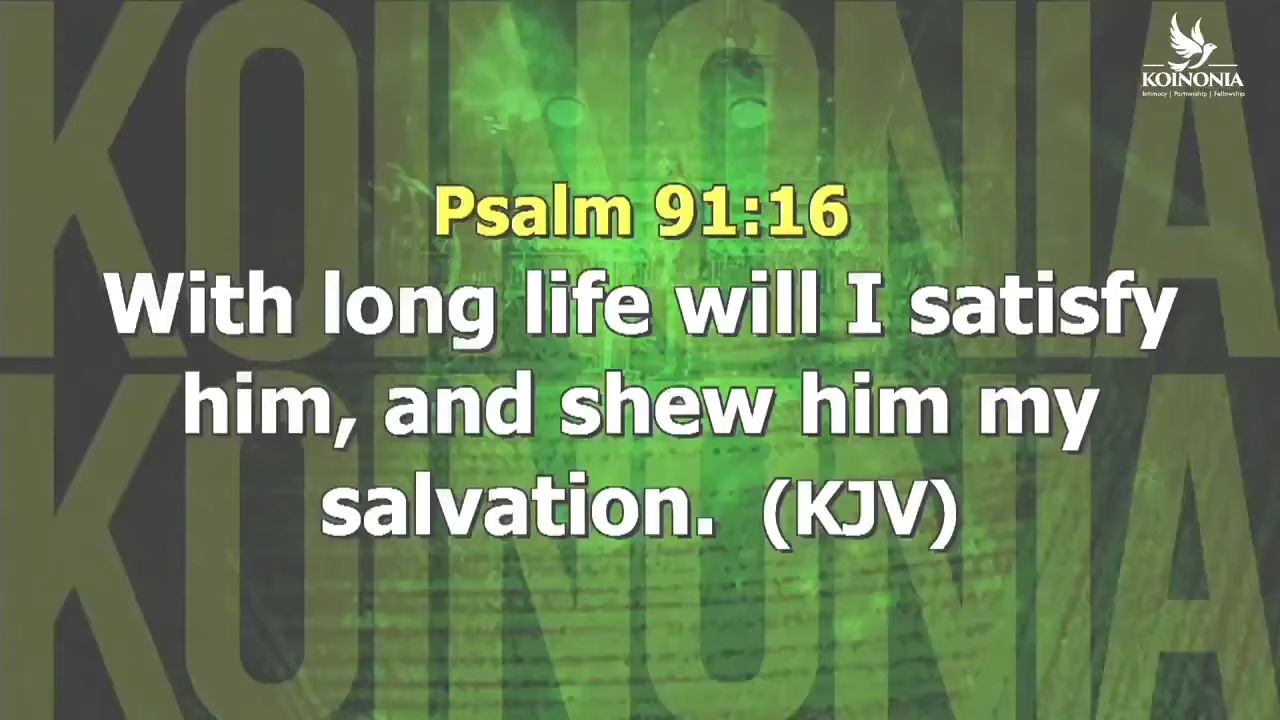 KOINONIA
KOINONIA
Intimacy | Partnership | Fellowship
Psalm 91:16
With long life will I satisfy
him, and shew him my
salvation. (KJV)
KOINONIA